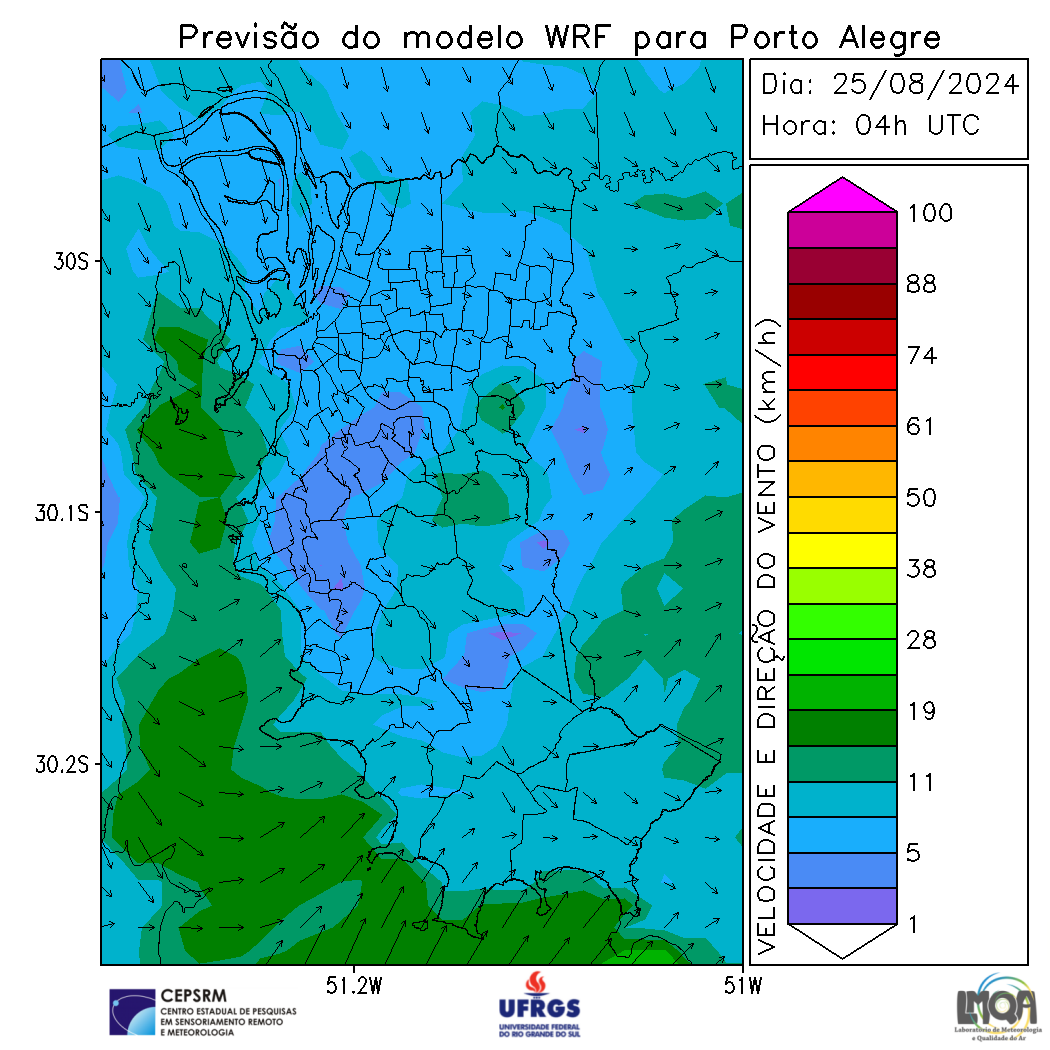 Previsão do modelo WRF para Porto Alegre
Dia: 25/08/2024
Hora: 04h UTC
30S
30.1S
30.2S
51.2W
51W
VELOCIDADE E DIREÇÃO DO VENTO (km/h)
100
88
74
61
50
38
28
19
11
5
1
CEPSRM
CENTRO ESTADUAL DE PESQUISAS
EM SENSORIAMENTO REMOTO
E METEOROLOGIA
UFRGS
UNIVERSIDADE FEDERAL
DO RIO GRANDE DO SUL
LMQA
Laboratório de Meteorologia
e Qualidade do Ar